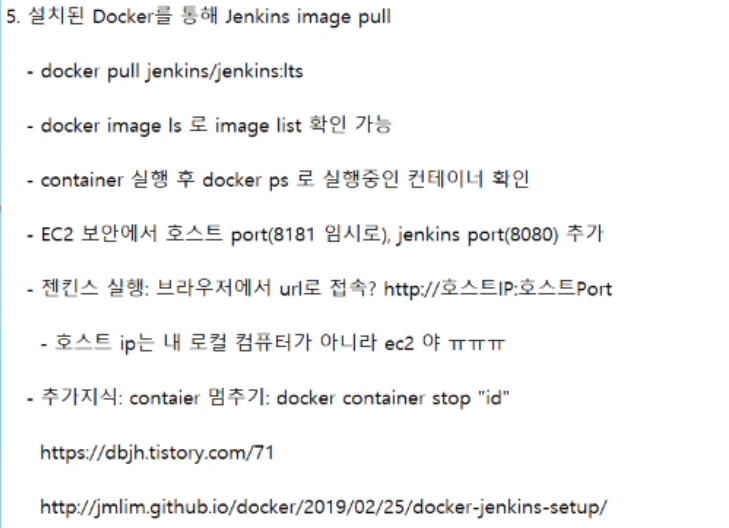 5. 설치된 Docker를 통해 Jenkins image pull
- docker pull jenkins/jenkins:lts
- docker image ls 로 image list 확인 가능
- container 실행 후 docker ps 로 실행중인 컨테이너 확인
- EC2 보안에서 호스트 port(8181 임시로), jenkins port(8080) 추가
- 젠킨스 실행: 브라우저에서 url로 접속? http://호스트IP:호스트Port
- 호스트 ip는 내 로컬 컴퓨터가 아니라 ec2 야 ㅠㅠㅠ
- 추가지식: contaier 멈추기: docker container stop "id"
https://dbjh.tistory.com/71
http://jmlim.github.io/docker/2019/02/25/docker-jenkins-setup/